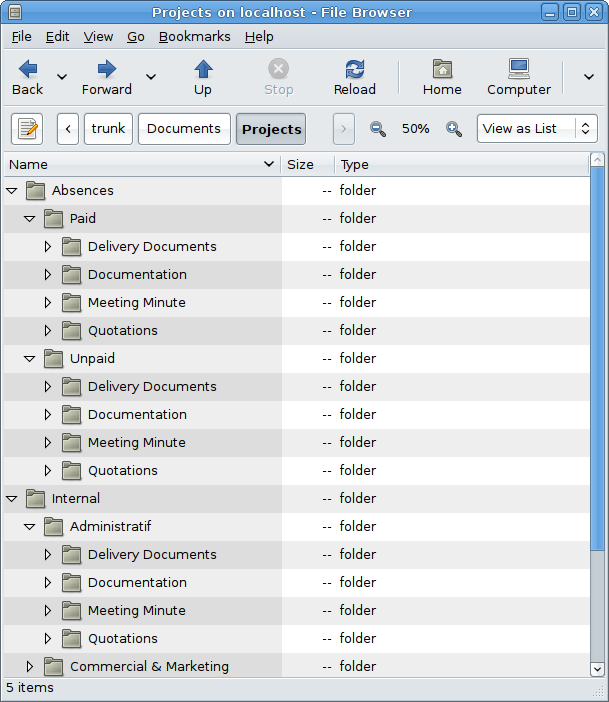 Projects on localhost - File Browser
File Edit View Go Bookmarks Help
Back Forward Up Stop Reload Home Computer
trunk Documents Projects 50% View as List
Name Size Type
Absences -- folder
Paid -- folder
Delivery Documents -- folder
Documentation -- folder
Meeting Minute -- folder
Quotations -- folder
Unpaid -- folder
Delivery Documents -- folder
Documentation -- folder
Meeting Minute -- folder
Quotations -- folder
Internal -- folder
Administratif -- folder
Delivery Documents -- folder
Documentation -- folder
Meeting Minute -- folder
Quotations -- folder
Commercial & Marketing -- folder
5 items